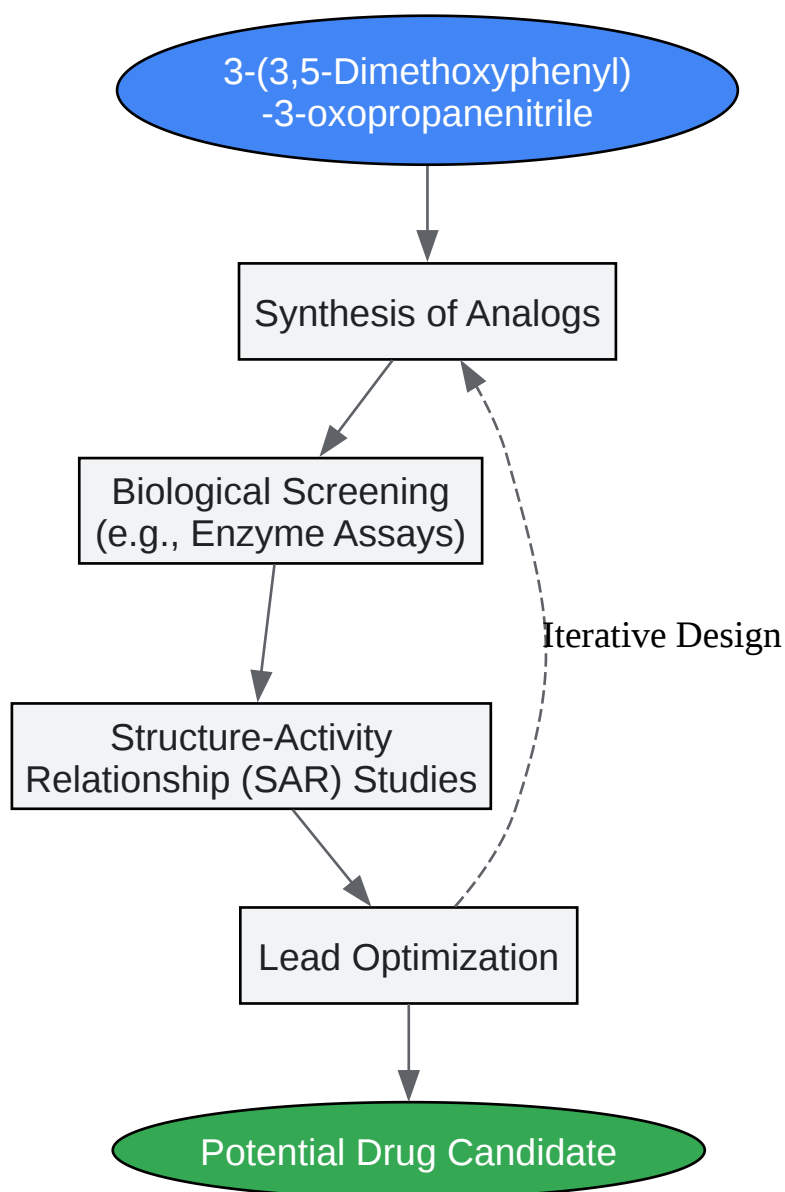 3-(3,5-Dimethoxyphenyl)
-3-oxopropanenitrile
Synthesis of Analogs
Biological Screening
(e.g., Enzyme Assays)
Iterative Design
Structure-Activity
Relationship (SAR) Studies
Lead Optimization
Potential Drug Candidate